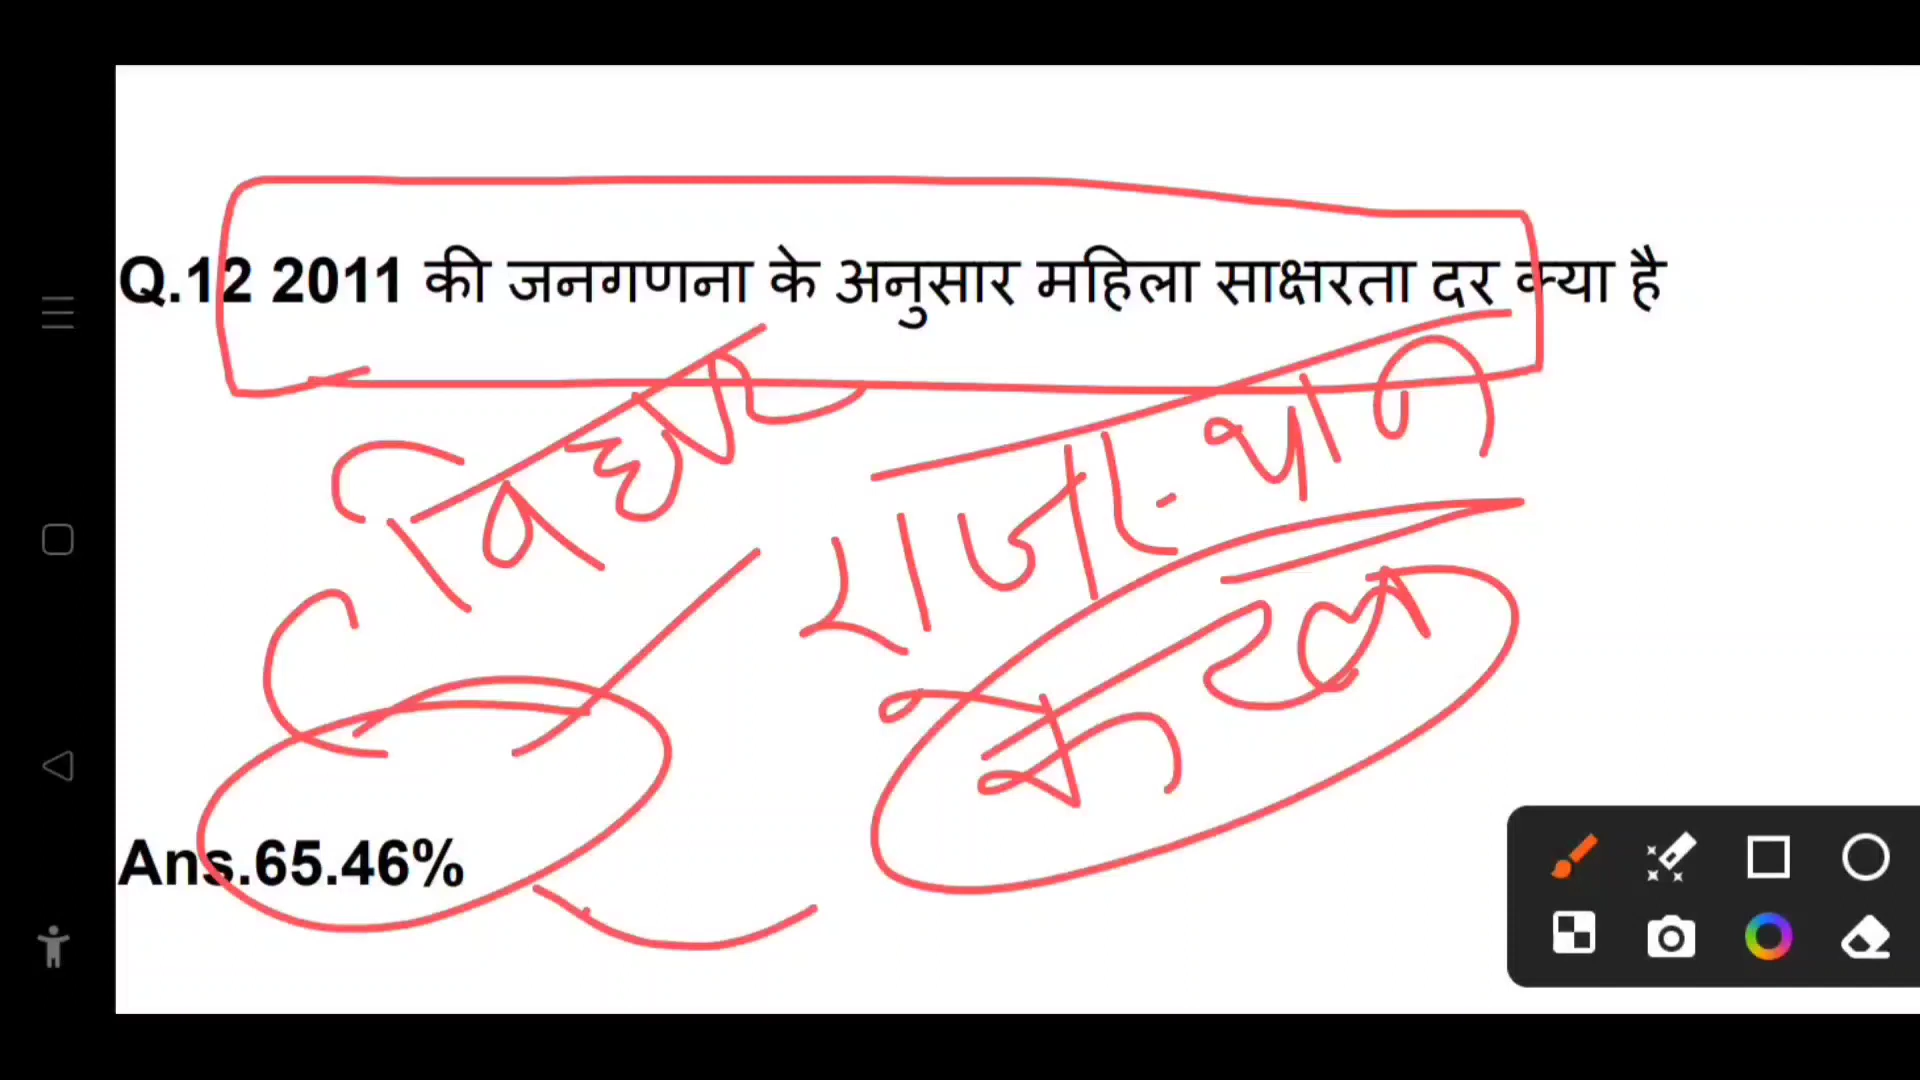 Q.12 2011 की जनगणना के अनुसार महिला साक्षरता दर क्या है
बिहार
राजस्थान
केरल
Ans.65.46%